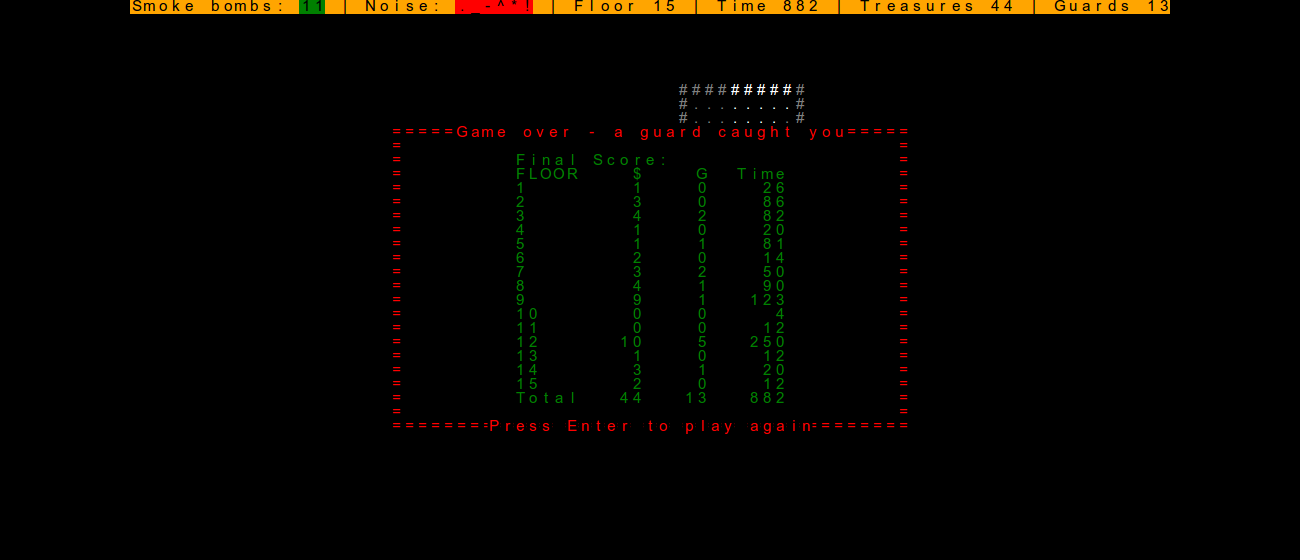 Smoke bombs: 11 | Noise: ._-^*! | Floor 15 | Time 882 | Treasures 44 | Guards 13
##########
#........#
#........#
=====Game over - a guard caught you=====
Final Score:
FLOOR $ G Time
1 1 0 26
2 3 0 86
3 4 2 82
4 1 0 20
5 1 1 81
6 2 0 14
7 3 2 50
8 4 1 90
9 9 1 123
10 0 0 4
11 0 0 12
12 10 5 250
13 1 0 12
14 3 1 20
15 2 0 12
Total 44 13 882
========Press Enter to play again========